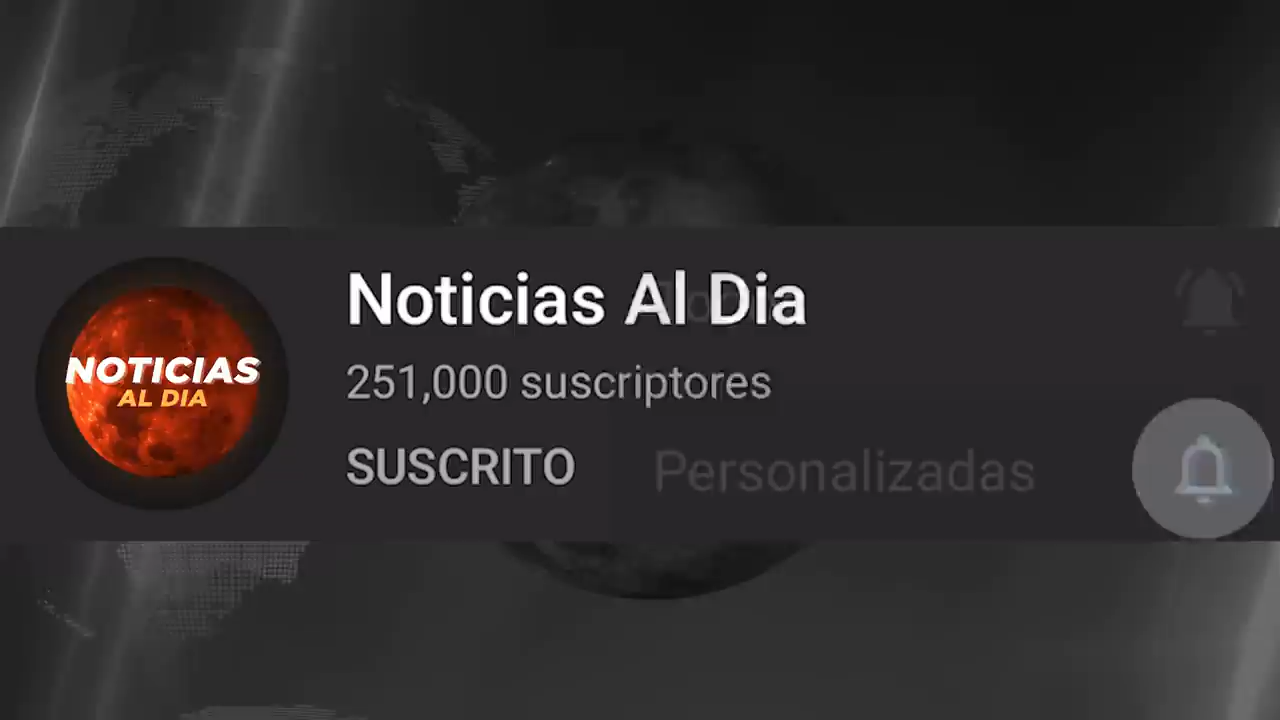 NOTICIAS
AL DIA
Noticias Al Dia
251,000 suscriptores
SUSCRITO
Personalizadas